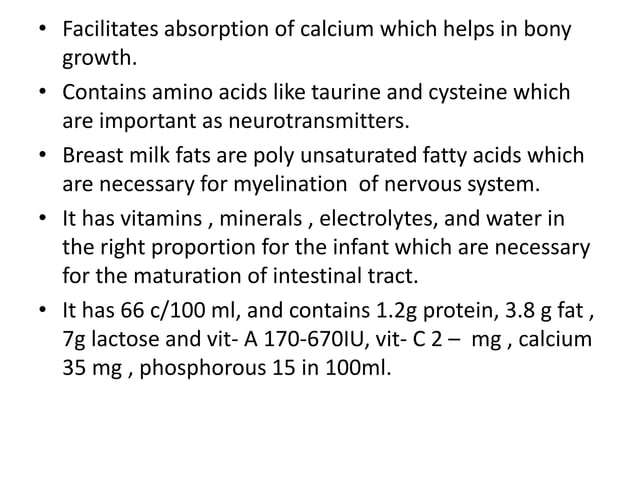 • Facilitates absorption of calcium which helps in bony
growth.
• Contains amino acids like taurine and cysteine which
are important as neurotransmitters.
• Breast milk fats are poly unsaturated fatty acids which
are necessary for myelination  of nervous system.
• It has vitamins , minerals , electrolytes, and water in
the right proportion for the infant which are necessary
for the maturation of intestinal tract.
• It has 66 c/100 ml, and contains 1.2g protein, 3.8 g fat ,
7g lactose and vit- A 170-670IU, vit- C 2 –  mg , calcium
35 mg , phosphorous 15 in 100ml.